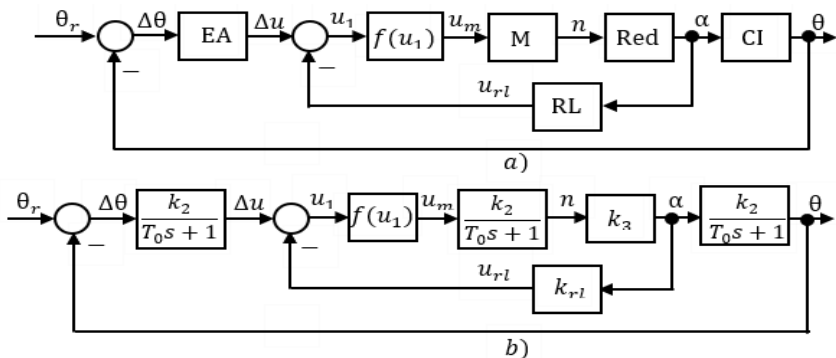 θr Δθ EA Δu u1 f(u1) um M n Red α CI θ
−
−
url RL
a)
θr Δθ k2/(T0s + 1) Δu u1 f(u1) um k2/(T0s + 1) n k3 α k2/(T0s + 1) θ
−
−
url krl
b)